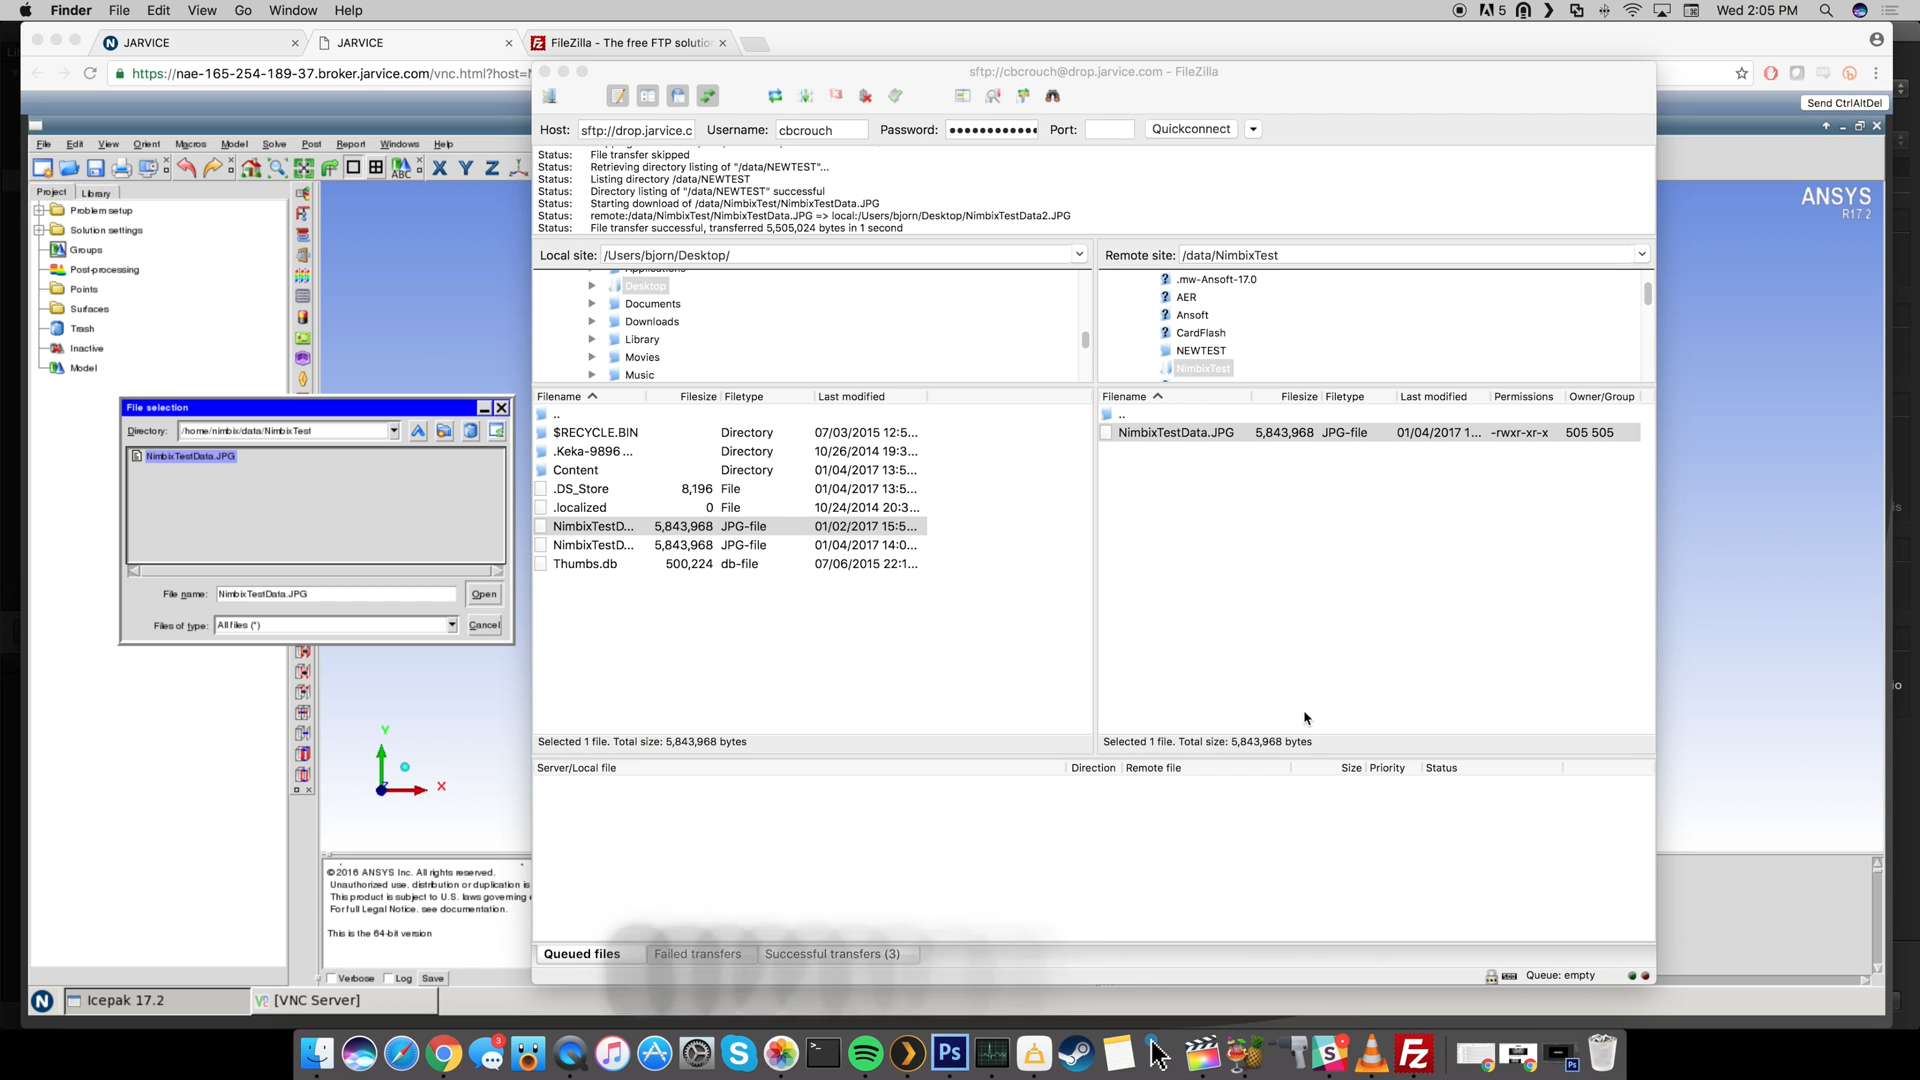 Finder File Edit View Go Window Help
5
Wed 2:05 PM
JARVICE
JARVICE
FileZilla - The free FTP solutio
https://nae-165-254-189-37.broker.jarvice.com/vnc.html?host=
Send CtrlAltDel
sftp://cbcrouch@drop.jarvice.com - FileZilla
Host: sftp://drop.jarvice.c Username: cbcrouch Password: ●●●●●●●●●●●● Port: Quickconnect
File Edit View Orient Macros Model Solve Post Report Windows Help
ABC X Y Z
Project Library
Problem setup
Solution settings
Groups
Post-processing
Points
Surfaces
Trash
Inactive
Model
ANSYS
R17.2
Status: File transfer skipped
Status: Retrieving directory listing of "/data/NEWTEST"...
Status: Listing directory /data/NEWTEST
Status: Directory listing of "/data/NEWTEST" successful
Status: Starting download of /data/NimbixTest/NimbixTestData.JPG
Status: remote:/data/NimbixTest/NimbixTestData.JPG => local:/Users/bjorn/Desktop/NimbixTestData2.JPG
Status: File transfer successful, transferred 5,505,024 bytes in 1 second
Local site: /Users/bjorn/Desktop/
Applications
Desktop
Documents
Downloads
Library
Movies
Music
Remote site: /data/NimbixTest
.mw-Ansoft-17.0
AER
Ansoft
CardFlash
NEWTEST
NimbixTest
Filename Filesize Filetype Last modified
..
$RECYCLE.BIN Directory 07/03/2015 12:5...
.Keka-9896 ... Directory 10/26/2014 19:3...
Content Directory 01/04/2017 13:5...
.DS_Store 8,196 File 01/04/2017 13:5...
.localized 0 File 10/24/2014 20:3...
NimbixTestD... 5,843,968 JPG-file 01/02/2017 15:5...
NimbixTestD... 5,843,968 JPG-file 01/04/2017 14:0...
Thumbs.db 500,224 db-file 07/06/2015 22:1...
Selected 1 file. Total size: 5,843,968 bytes
Filename Filesize Filetype Last modified Permissions Owner/Group
..
NimbixTestData.JPG 5,843,968 JPG-file 01/04/2017 1... -rwxr-xr-x 505 505
Selected 1 file. Total size: 5,843,968 bytes
File selection
Directory: /home/nimbix/data/NimbixTest
NimbixTestData.JPG
File name: NimbixTestData.JPG Open
Files of type: All files (*) Cancel
Y
X
Server/Local file Direction Remote file Size Priority Status
©2016 ANSYS Inc. All rights reserved.
Unauthorized use, distribution or duplication is
This product is subject to U.S. laws governing
For full Legal Notice, see documentation.
This is the 64-bit version
Verbose Log Save
Queued files Failed transfers Successful transfers (3)
Queue: empty
Icepak 17.2 [VNC Server]
3
Ps
Fz